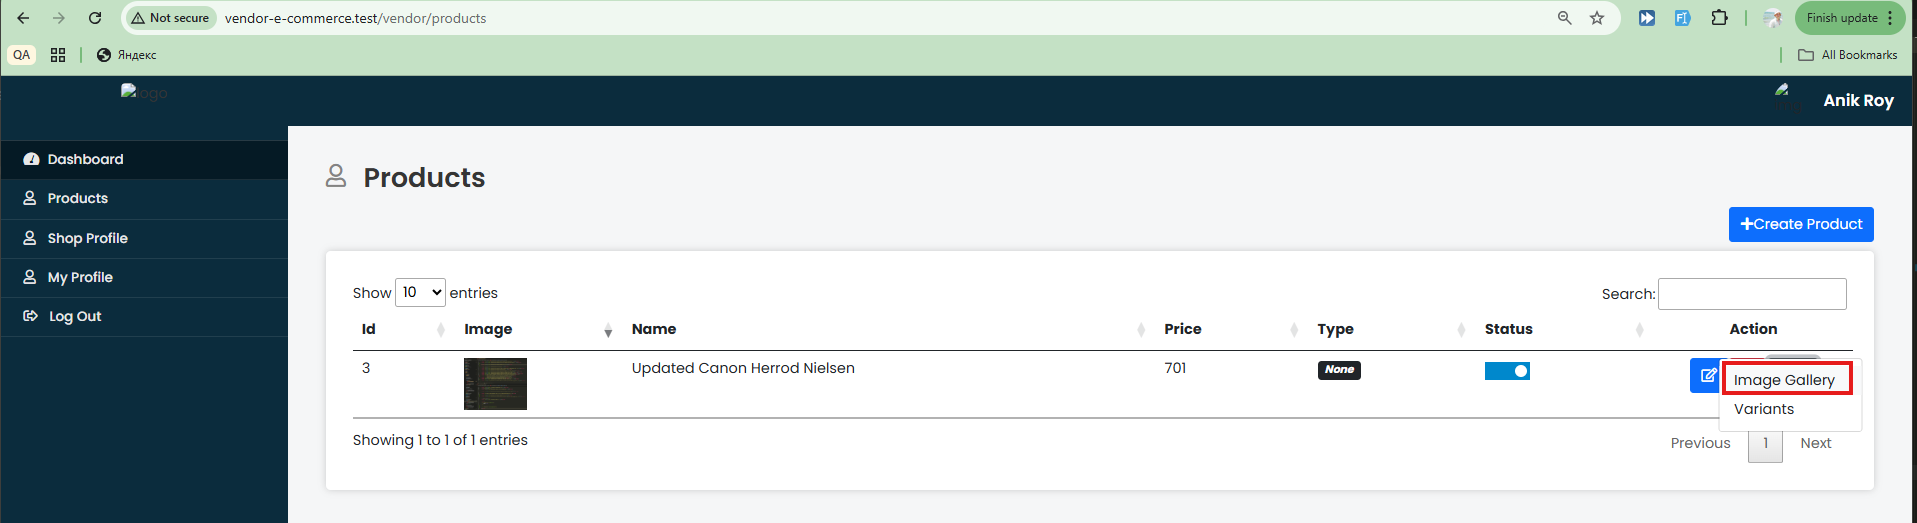 Not secure
vendor-e-commerce.test/vendor/products
Finish update
QA
Яндекс
All Bookmarks
logo
Anik Roy
Dashboard
Products
Shop Profile
My Profile
Log Out
Products
+Create Product
Show 10 entries
Search:
Id Image Name Price Type Status Action
3 Updated Canon Herrod Nielsen 701 None
Image Gallery
Variants
Showing 1 to 1 of 1 entries
Previous 1 Next